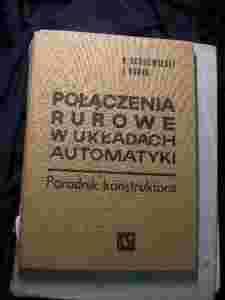 POŁĄCZENIA
RUROWE
W UKŁADACH
AUTOMATYKI
Poradnik konstruktora